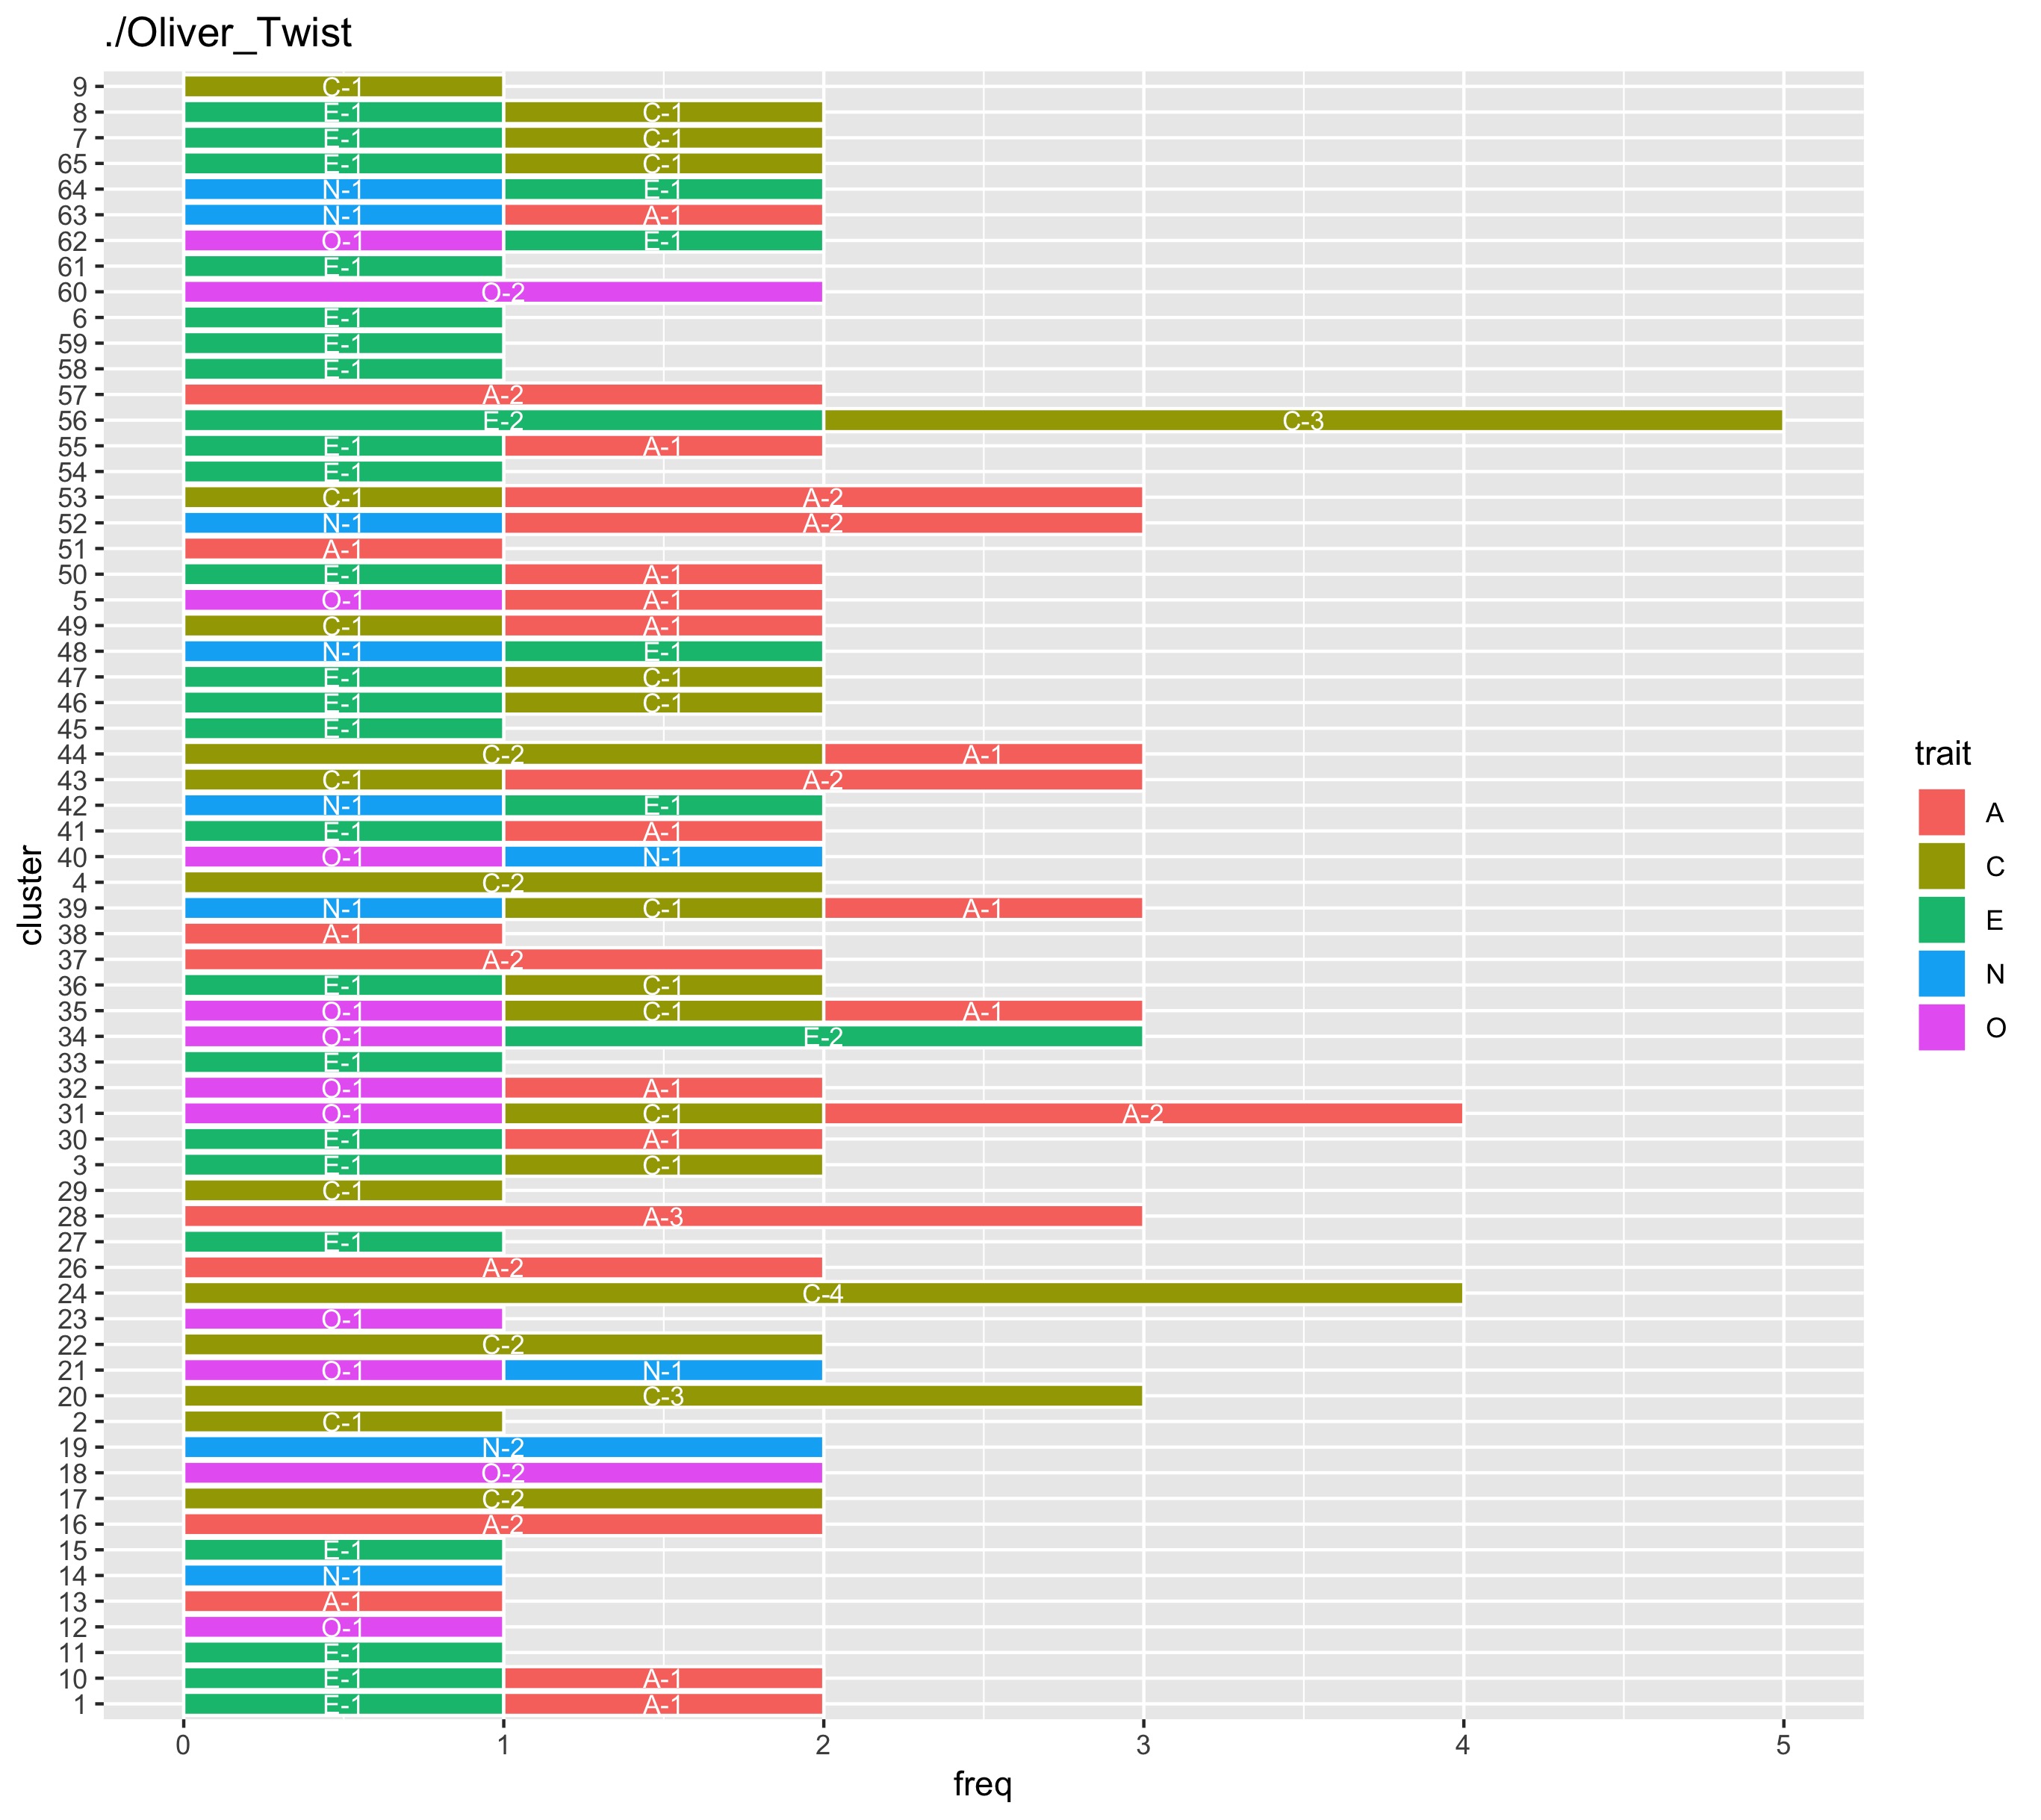 ./Oliver_Twist
9 C-1
8 E-1 C-1
7 E-1 C-1
65 E-1 C-1
64 N-1 E-1
63 N-1 A-1
62 O-1 E-1
61 E-1
60 O-2
6 E-1
59 E-1
58 E-1
57 A-2
56 E-2 C-3
55 E-1 A-1
54 E-1
53 C-1 A-2
52 N-1 A-2
51 A-1
50 E-1 A-1
5 O-1 A-1
49 C-1 A-1
48 N-1 E-1
47 E-1 C-1
46 E-1 C-1
45 E-1
44 C-2 A-1
43 C-1 A-2
42 N-1 E-1
41 E-1 A-1
40 O-1 N-1
4 C-2
39 N-1 C-1 A-1
38 A-1
37 A-2
36 E-1 C-1
35 O-1 C-1 A-1
34 O-1 E-2
33 E-1
32 O-1 A-1
31 O-1 C-1 A-2
30 E-1 A-1
3 E-1 C-1
29 C-1
28 A-3
27 E-1
26 A-2
24 C-4
23 O-1
22 C-2
21 O-1 N-1
20 C-3
2 C-1
19 N-2
18 O-2
17 C-2
16 A-2
15 E-1
14 N-1
13 A-1
12 O-1
11 E-1
10 E-1 A-1
1 E-1 A-1
0 1 2 3 4 5
freq
cluster
trait
A
C
E
N
O